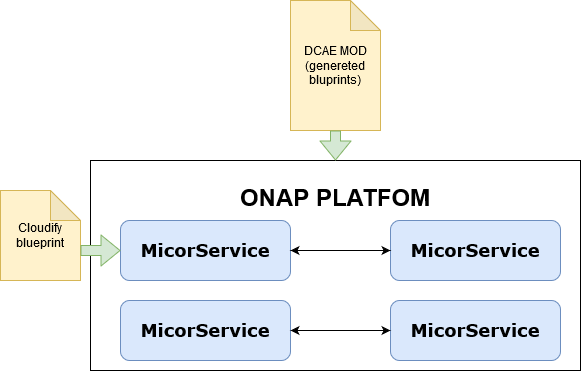 DCAE MOD
(genereted
bluprints)
ONAP PLATFOM
Cloudify
blueprint
MicorService
MicorService
MicorService
MicorService